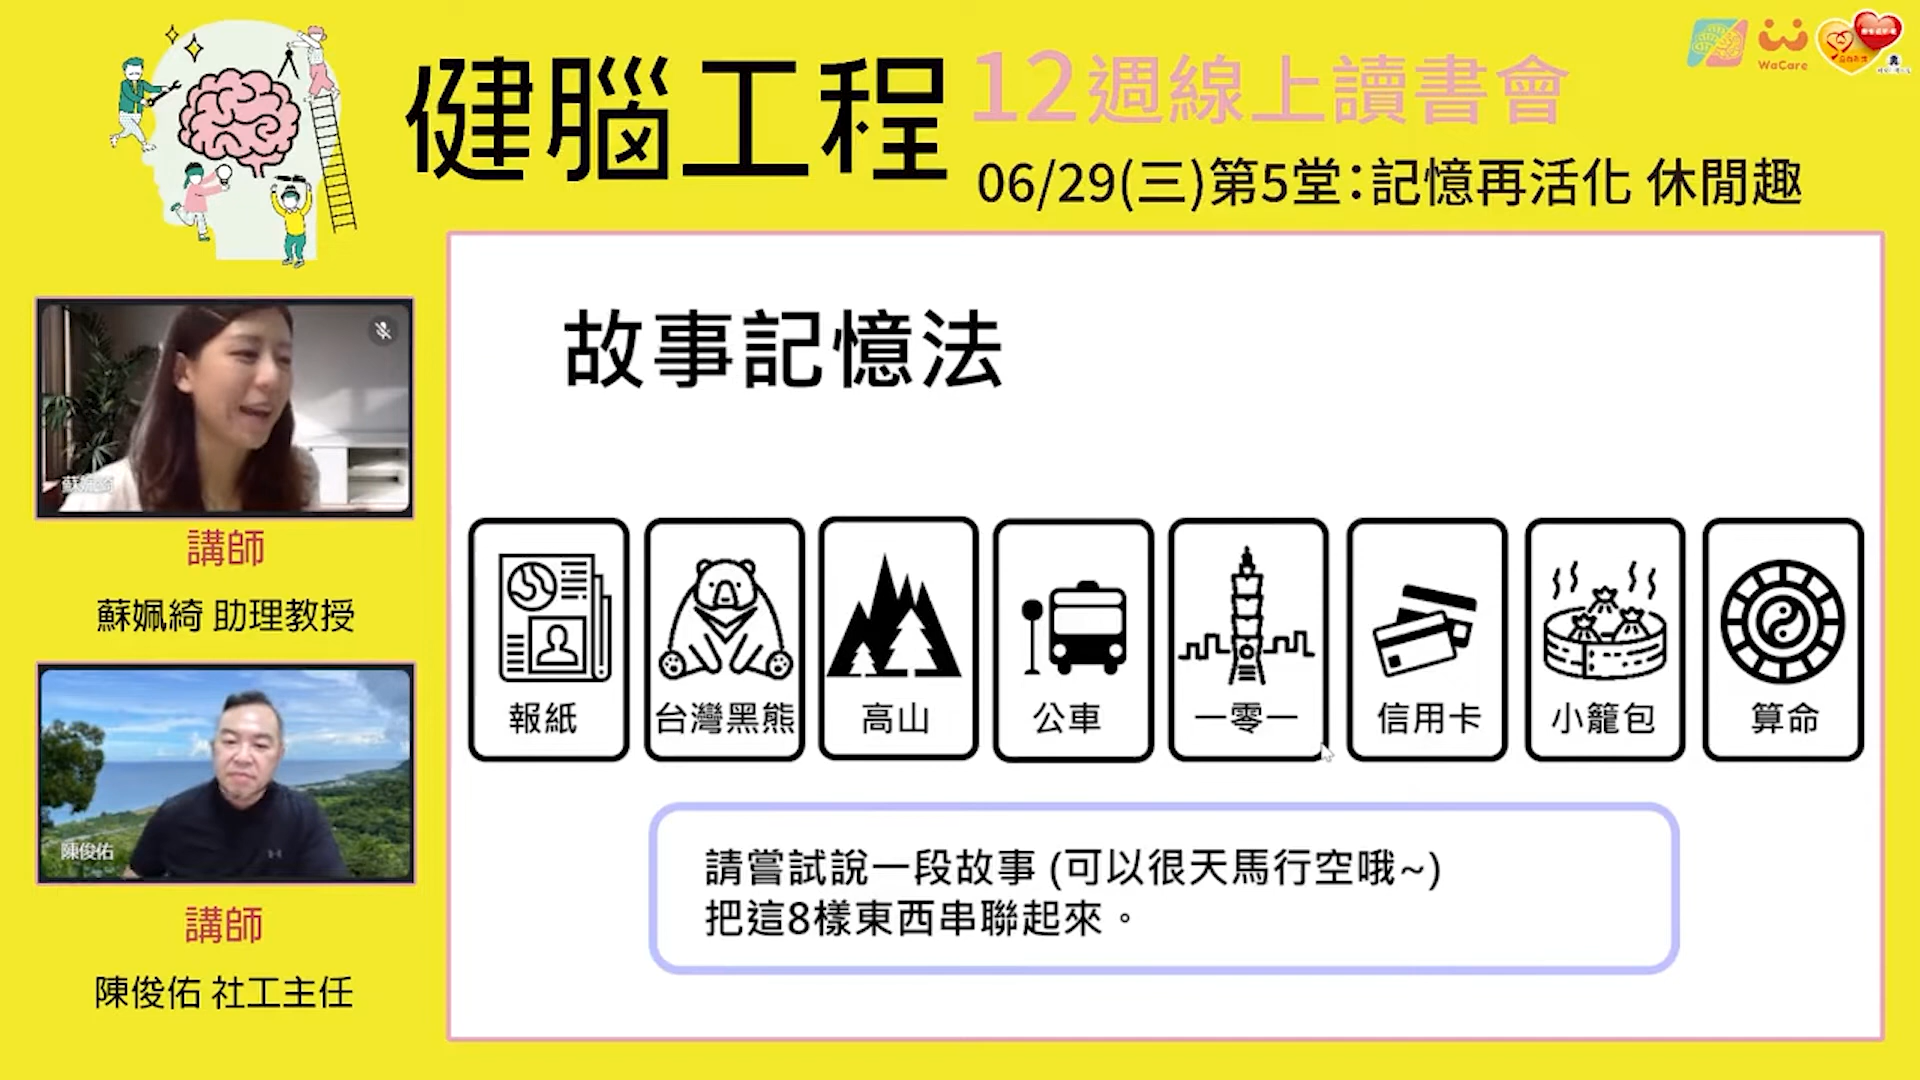 健腦工程
12週線上讀書會
WaCare
06/29(三)第5堂:記憶再活化 休閒趣
故事記憶法
報紙
台灣黑熊
高山
公車
一零一
信用卡
小籠包
算命
請嘗試說一段故事 (可以很天馬行空哦~)
把這8樣東西串聯起來。
講師
蘇姵綺 助理教授
陳俊佑
講師
陳俊佑 社工主任